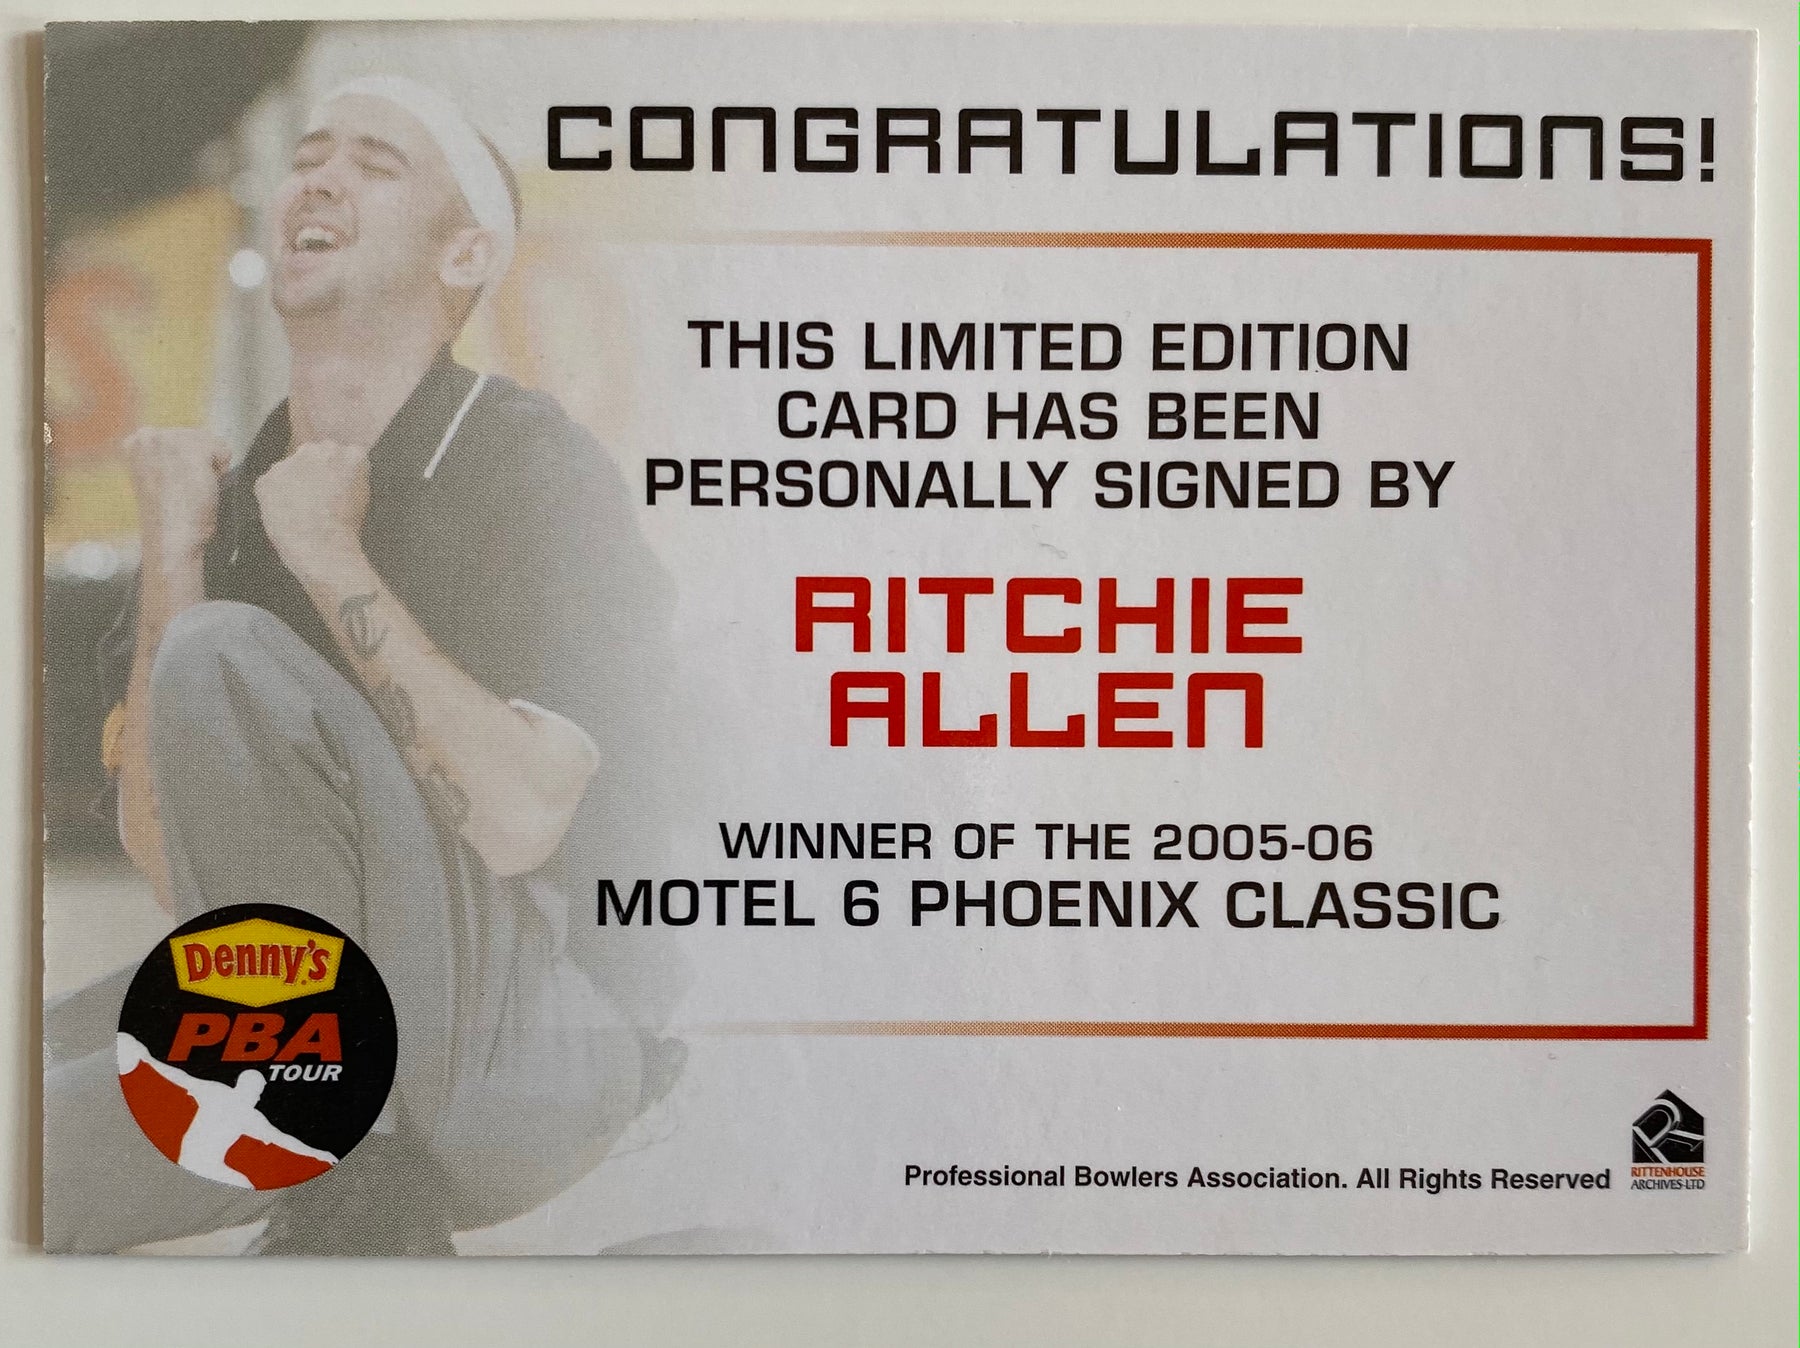 CONGRATULATIONS!
THIS LIMITED EDITION
CARD HAS BEEN
PERSONALLY SIGNED BY
RITCHIE
ALLEN
WINNER OF THE 2005-06
MOTEL 6 PHOENIX CLASSIC
Denny's
PBA
TOUR
Professional Bowlers Association. All Rights Reserved
RITTENHOUSE
ARCHIVES-LTD